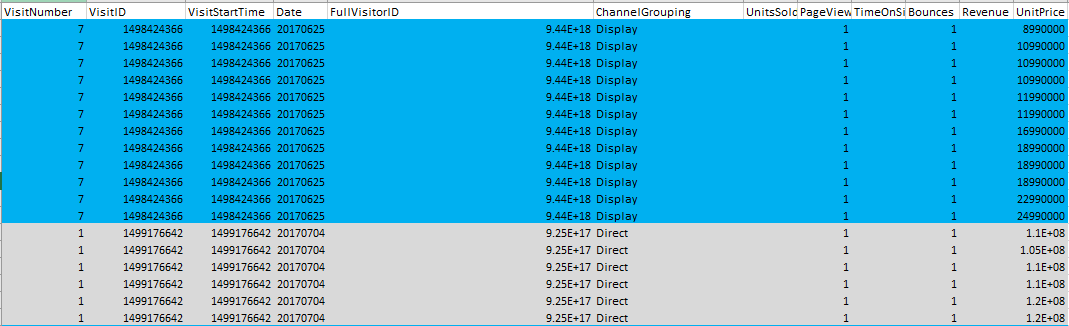 VisitNumber VisitID VisitStartTime Date FullVisitorID ChannelGrouping UnitsSold PageView TimeOnSi Bounces Revenue UnitPrice
7 1498424366 1498424366 20170625 9.44E+18 Display 1 1 8990000
7 1498424366 1498424366 20170625 9.44E+18 Display 1 1 10990000
7 1498424366 1498424366 20170625 9.44E+18 Display 1 1 10990000
7 1498424366 1498424366 20170625 9.44E+18 Display 1 1 10990000
7 1498424366 1498424366 20170625 9.44E+18 Display 1 1 11990000
7 1498424366 1498424366 20170625 9.44E+18 Display 1 1 11990000
7 1498424366 1498424366 20170625 9.44E+18 Display 1 1 16990000
7 1498424366 1498424366 20170625 9.44E+18 Display 1 1 18990000
7 1498424366 1498424366 20170625 9.44E+18 Display 1 1 18990000
7 1498424366 1498424366 20170625 9.44E+18 Display 1 1 18990000
7 1498424366 1498424366 20170625 9.44E+18 Display 1 1 22990000
7 1498424366 1498424366 20170625 9.44E+18 Display 1 1 24990000
1 1499176642 1499176642 20170704 9.25E+17 Direct 1 1 1.1E+08
1 1499176642 1499176642 20170704 9.25E+17 Direct 1 1 1.05E+08
1 1499176642 1499176642 20170704 9.25E+17 Direct 1 1 1.1E+08
1 1499176642 1499176642 20170704 9.25E+17 Direct 1 1 1.1E+08
1 1499176642 1499176642 20170704 9.25E+17 Direct 1 1 1.2E+08
1 1499176642 1499176642 20170704 9.25E+17 Direct 1 1 1.2E+08